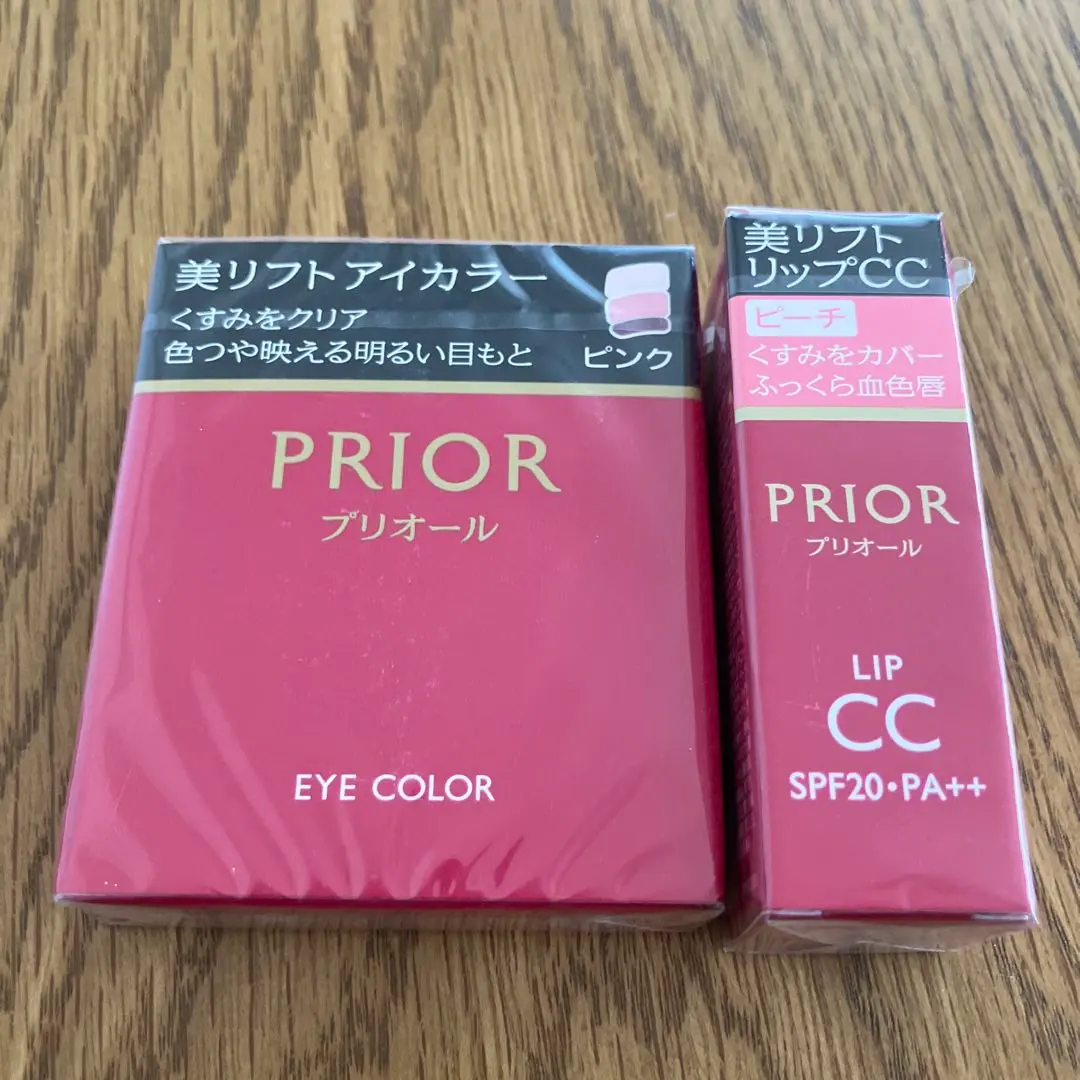 美リフト アイカラー
くすみをクリア
色つや映える明るい目もと
ピンク
PRIOR
プリオール
EYE COLOR
美リフト
リップCC
ピーチ
くすみをカバー
ふっくら血色唇
PRIOR
プリオール
LIP
CC
SPF20・PA++